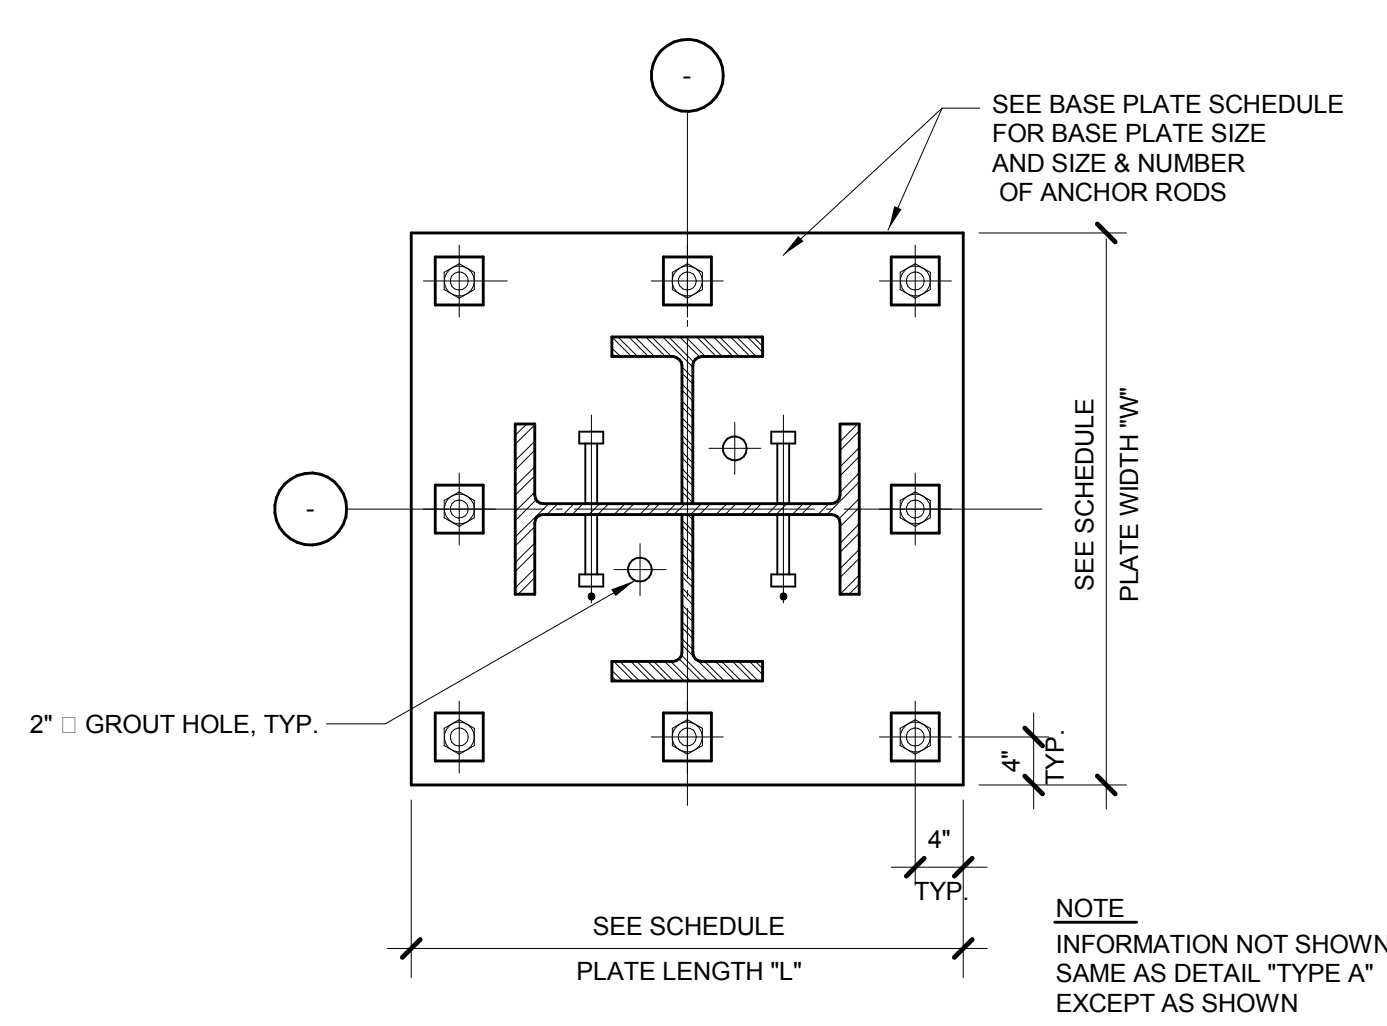 -
SEE BASE PLATE SCHEDULE
FOR BASE PLATE SIZE
AND SIZE & NUMBER
OF ANCHOR RODS
SEE SCHEDULE
PLATE WIDTH "W"
-
2" □ GROUT HOLE, TYP.
4"
TYP.
4"
TYP.
SEE SCHEDULE
PLATE LENGTH "L"
NOTE
INFORMATION NOT SHOWN
SAME AS DETAIL "TYPE A"
EXCEPT AS SHOWN